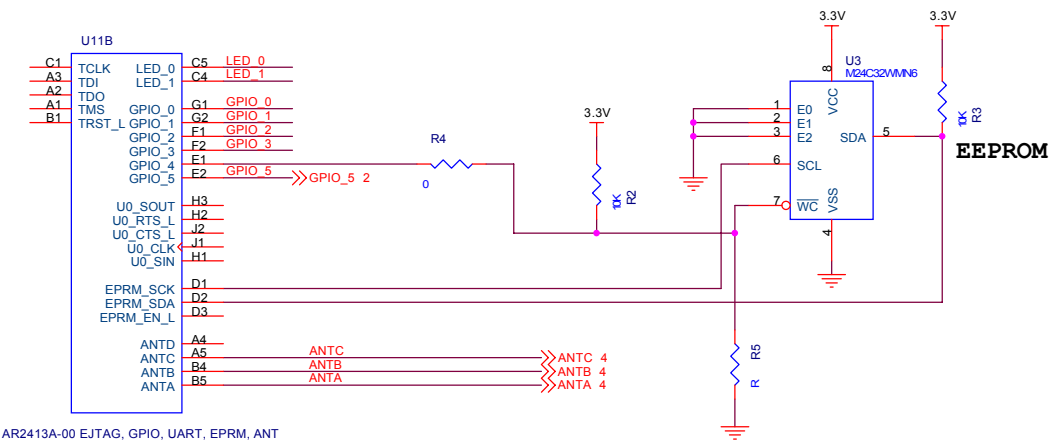 3.3V
3.3V
U11B
U3
M24C32WMN6
C1 TCLK LED_0 C5 LED_0
A3 TDI LED_1 C4 LED_1
A2 TDO
A1 TMS GPIO_0 G1 GPIO_0
B1 TRST_L GPIO_1 G2 GPIO_1
GPIO_2 F1 GPIO_2
GPIO_3 F2 GPIO_3
GPIO_4 E1
GPIO_5 E2 GPIO_5 GPIO_5 2
R4
0
3.3V
10K
R2
8
VCC
1 E0
2 E1
3 E2
SDA 5
6 SCL
7 WC
VSS
4
10K
R3
EEPROM
U0_SOUT H3
U0_RTS_L H2
U0_CTS_L J2
U0_CLK J1
U0_SIN H1
EPRM_SCK D1
EPRM_SDA D2
EPRM_EN_L D3
ANTD A4
ANTC A5 ANTC ANTC 4
ANTB B4 ANTB ANTB 4
ANTA B5 ANTA ANTA 4
R
R5
AR2413A-00 EJTAG, GPIO, UART, EPRM, ANT